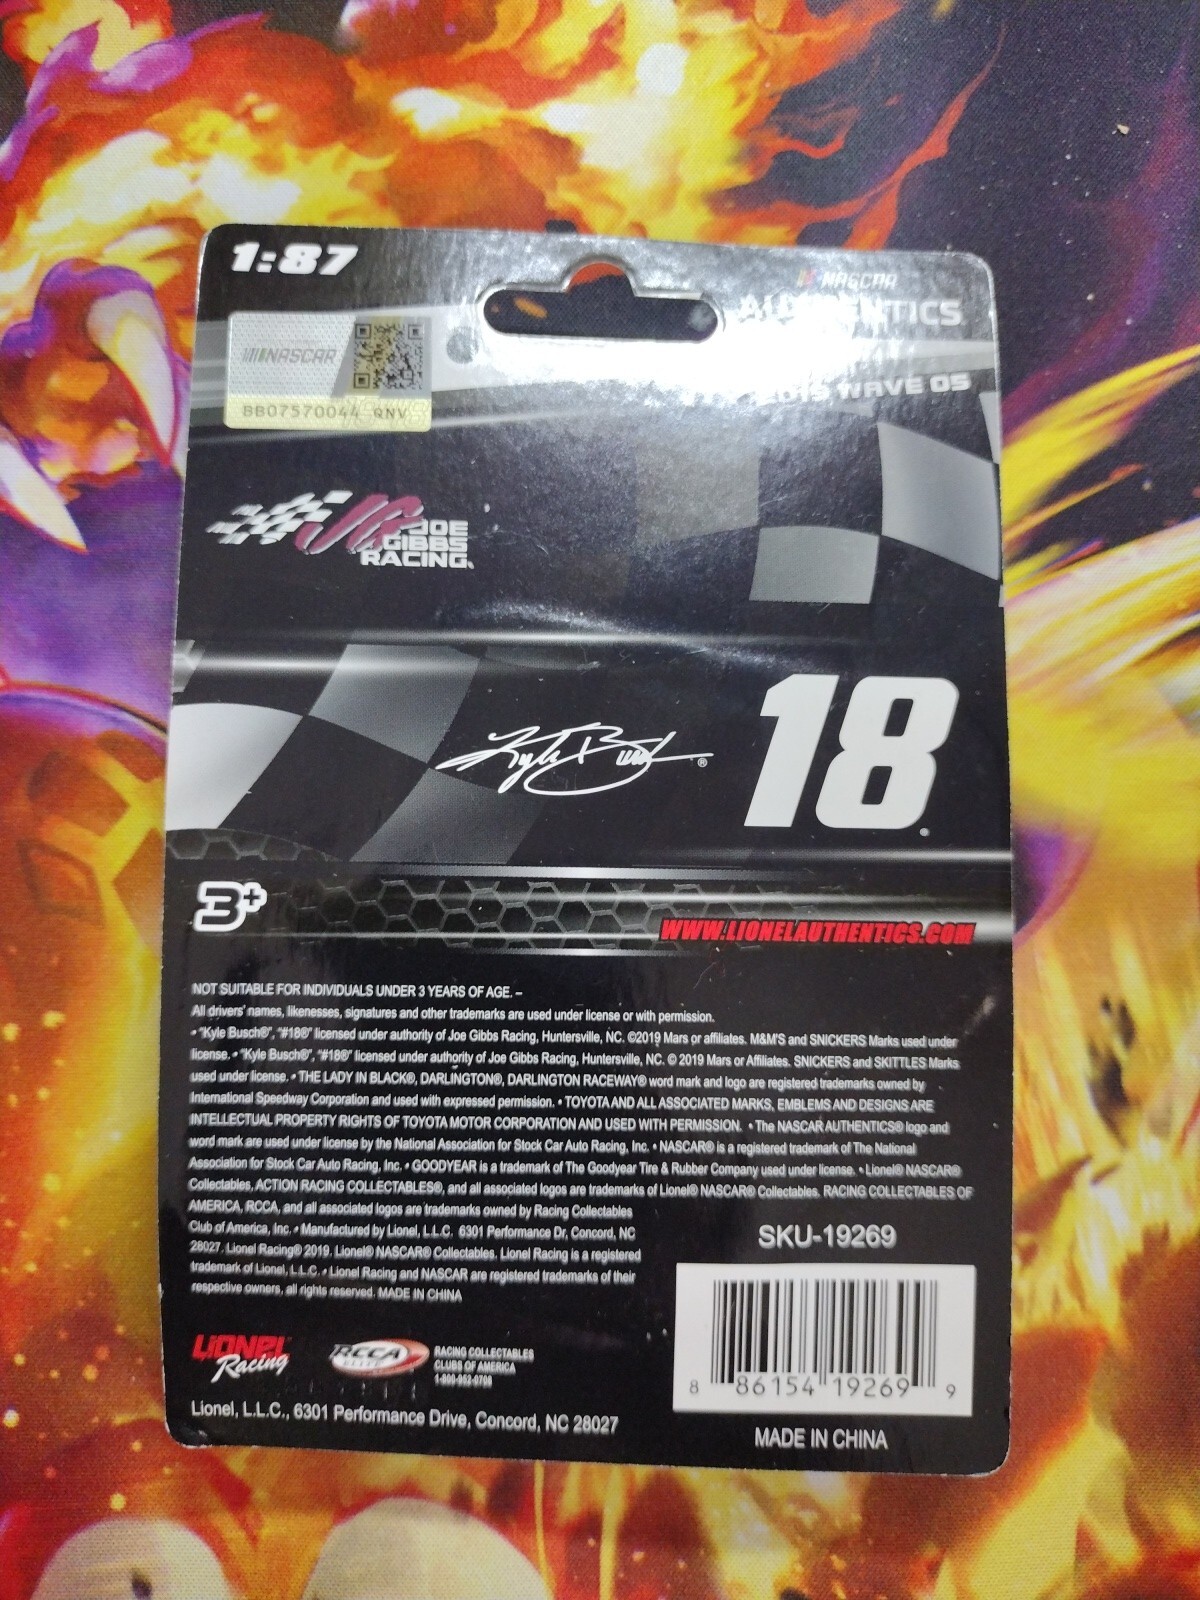 1:87
NASCAR
AUTHENTICS
WAVE 05
NASCAR
BB07570044 QNV
JG JOE
GIBBS
RACING.
Kyle Busch®
18.
3+
WWW.LIONELAUTHENTICS.COM
NOT SUITABLE FOR INDIVIDUALS UNDER 3 YEARS OF AGE. –
All drivers' names, likenesses, signatures and other trademarks are used under license or with permission.
• "Kyle Busch®", "#18®" licensed under authority of Joe Gibbs Racing, Huntersville, NC. ©2019 Mars or affiliates. M&M'S and SNICKERS Marks used under
license. • "Kyle Busch®", "#18®" licensed under authority of Joe Gibbs Racing, Huntersville, NC. © 2019 Mars or Affiliates. SNICKERS and SKITTLES Marks
used under license. • THE LADY IN BLACK®, DARLINGTON®, DARLINGTON RACEWAY® word mark and logo are registered trademarks owned by
International Speedway Corporation and used with expressed permission. • TOYOTA AND ALL ASSOCIATED MARKS, EMBLEMS AND DESIGNS ARE
INTELLECTUAL PROPERTY RIGHTS OF TOYOTA MOTOR CORPORATION AND USED WITH PERMISSION. • The NASCAR AUTHENTICS® logo and
word mark are used under license by the National Association for Stock Car Auto Racing, Inc. • NASCAR® is a registered trademark of The National
Association for Stock Car Auto Racing, Inc. • GOODYEAR is a trademark of The Goodyear Tire & Rubber Company used under license. • Lionel® NASCAR®
Collectables, ACTION RACING COLLECTABLES®, and all associated logos are trademarks of Lionel® NASCAR® Collectables. RACING COLLECTABLES OF
AMERICA, RCCA, and all associated logos are trademarks owned by Racing Collectables
Club of America, Inc. • Manufactured by Lionel, L.L.C. 6301 Performance Dr, Concord, NC
28027. Lionel Racing® 2019. Lionel® NASCAR® Collectables. Lionel Racing is a registered
trademark of Lionel, L.L.C. • Lionel Racing and NASCAR are registered trademarks of their
respective owners, all rights reserved. MADE IN CHINA
SKU-19269
8 86154 19269 9
MADE IN CHINA
LIONEL
Racing
RCCA
ELITE
RACING COLLECTABLES
CLUBS OF AMERICA
1-800-952-0708
Lionel, L.L.C., 6301 Performance Drive, Concord, NC 28027